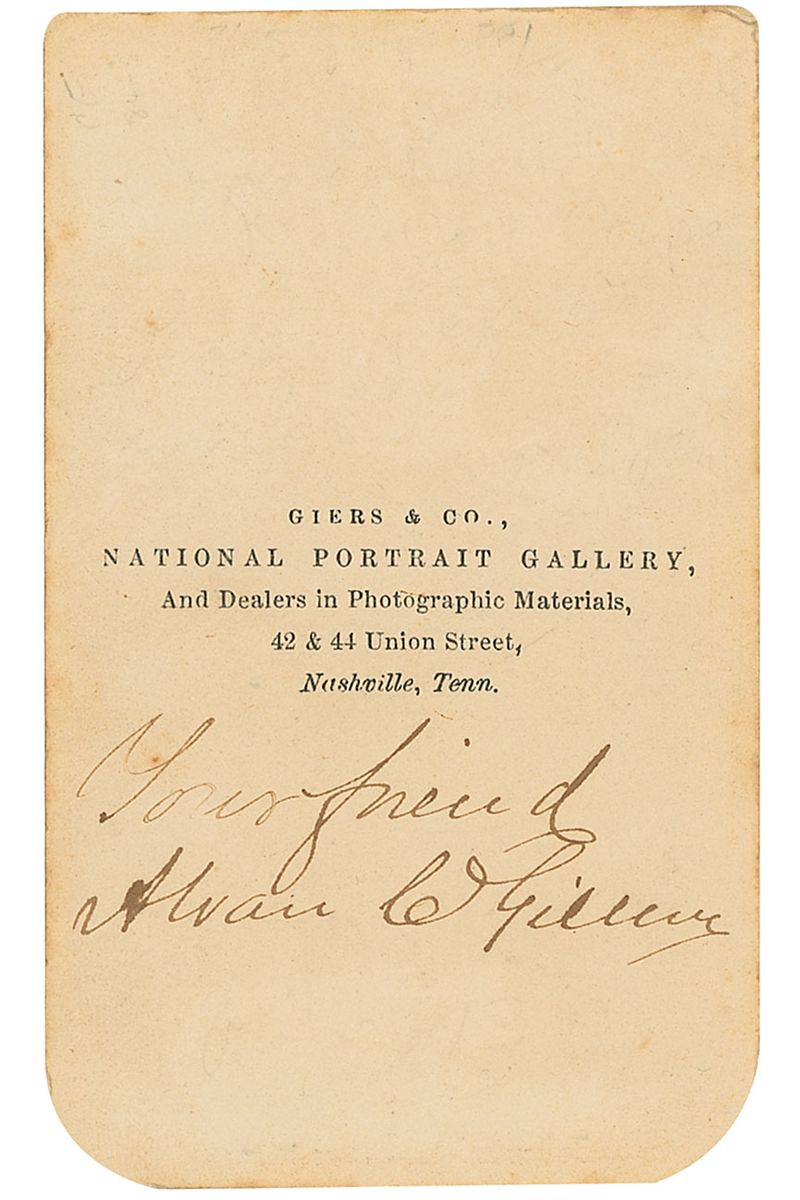 GIERS & CO.,
NATIONAL PORTRAIT GALLERY,
And Dealers in Photographic Materials,
42 & 44 Union Street,
Nashville, Tenn.
Your friend
Alvan C Gillem